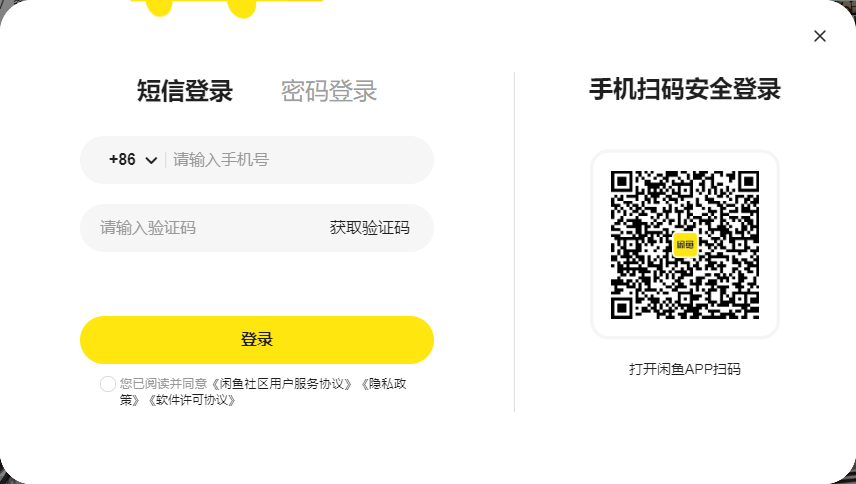 短信登录
密码登录
+86
请输入手机号
请输入验证码
获取验证码
登录
您已阅读并同意《闲鱼社区用户服务协议》《隐私政
策》《软件许可协议》
手机扫码安全登录
闲鱼
打开闲鱼APP扫码